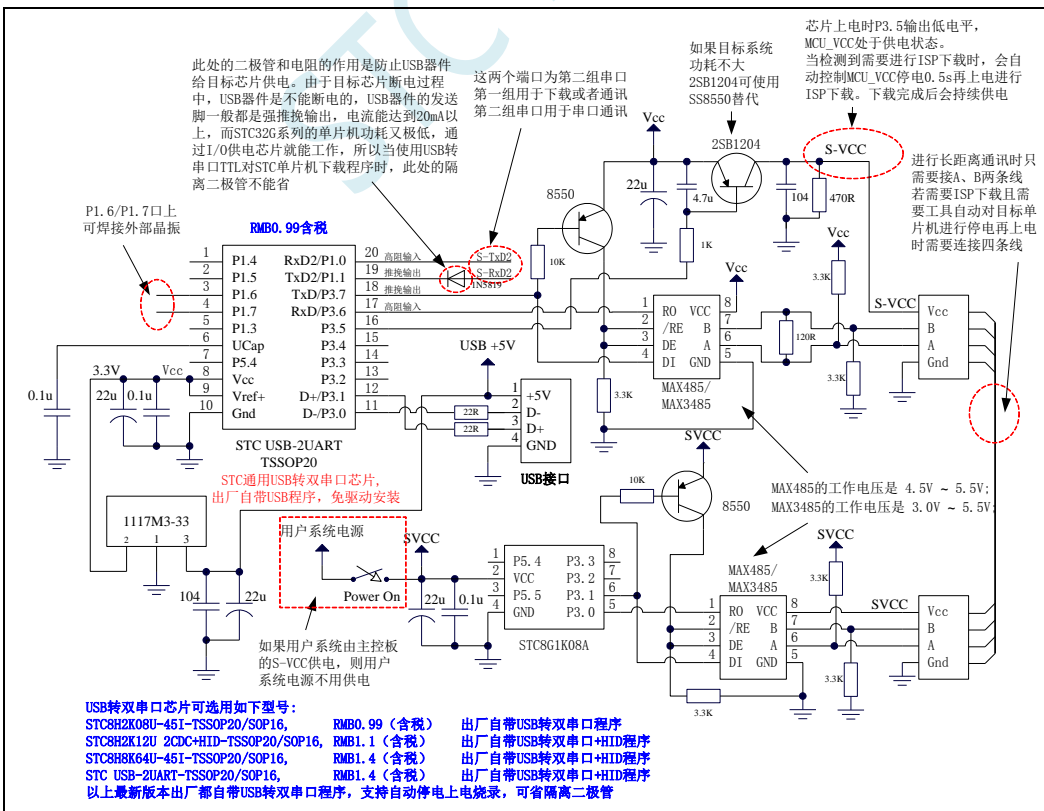 STC
芯片上电时P3.5输出低电平，
MCU_VCC处于供电状态。
当检测到需要进行ISP下载时，会自
动控制MCU_VCC停电0.5s再上电进行
ISP下载。下载完成后会持续供电
如果目标系统
功耗不大
2SB1204可使用
SS8550替代
此处的二极管和电阻的作用是防止USB器件
给目标芯片供电。由于目标芯片断电过程
中，USB器件是不能断电的，USB器件的发送
脚一般都是强推挽输出，电流能达到20mA以
上，而STC32G系列的单片机功耗又极低，通
过I/O供电芯片就能工作，所以当使用USB转
串口TTL对STC单片机下载程序时，此处的隔
离二极管不能省
这两个端口为第二组串口
第一组用于下载或者通讯
第二组串口用于串口通讯
进行长距离通讯时只
需要接A、B两条线
若需要ISP下载且需
要工具自动对目标单
片机进行停电再上电
时需要连接四条线
P1.6/P1.7口上
可焊接外部晶振
RMB0.99含税
Vcc
2SB1204
S-VCC
8550
22u
4.7u
104
470R
10K
1K
Vcc
3.3K
1 P1.4 RxD2/P1.0 20 高阻输入 S-TxD2
2 P1.5 TxD2/P1.1 19 推挽输出 S-RxD2
1N5819
3 P1.6 TxD/P3.7 18 推挽输出
4 P1.7 RxD/P3.6 17 高阻输入
5 P1.3 P3.5 16
6 UCap P3.4 15
7 P5.4 P3.3 14
8 Vcc P3.2 13
9 Vref+ D+/P3.1 12
10 Gnd D-/P3.0 11
STC USB-2UART
TSSOP20
STC通用USB转双串口芯片,
出厂自带USB程序，免驱动安装
0.1u
3.3V
Vcc
22u
0.1u
USB +5V
22R
22R
1 +5V
2 D-
3 D+
4 GND
USB接口
Vcc
1 RO VCC 8
2 /RE B 7
3 DE A 6
4 DI GND 5
MAX485/
MAX3485
3.3K
120R
3.3K
S-VCC
Vcc
B
A
Gnd
1117M3-33
2 1 3
104
22u
用户系统电源
Power On
SVCC
22u
0.1u
如果用户系统由主控板
的S-VCC供电，则用户
系统电源不用供电
1 P5.4 P3.3 8
2 VCC P3.2 7
3 P5.5 P3.1 6
4 GND P3.0 5
STC8G1K08A
SVCC
10K
8550
MAX485的工作电压是 4.5V ~ 5.5V;
MAX3485的工作电压是 3.0V ~ 5.5V;
SVCC
3.3K
MAX485/
MAX3485
1 RO VCC 8
2 /RE B 7
3 DE A 6
4 DI GND 5
3.3K
3.3K
SVCC
Vcc
B
A
Gnd
USB转双串口芯片可选用如下型号:
STC8H2K08U-45I-TSSOP20/SOP16, RMB0.99（含税） 出厂自带USB转双串口程序
STC8H2K12U 2CDC+HID-TSSOP20/SOP16, RMB1.1（含税） 出厂自带USB转双串口+HID程序
STC8H8K64U-45I-TSSOP20/SOP16, RMB1.4（含税） 出厂自带USB转双串口+HID程序
STC USB-2UART-TSSOP20/SOP16, RMB1.4（含税） 出厂自带USB转双串口+HID程序
以上最新版本出厂都自带USB转双串口程序，支持自动停电上电烧录，可省隔离二极管